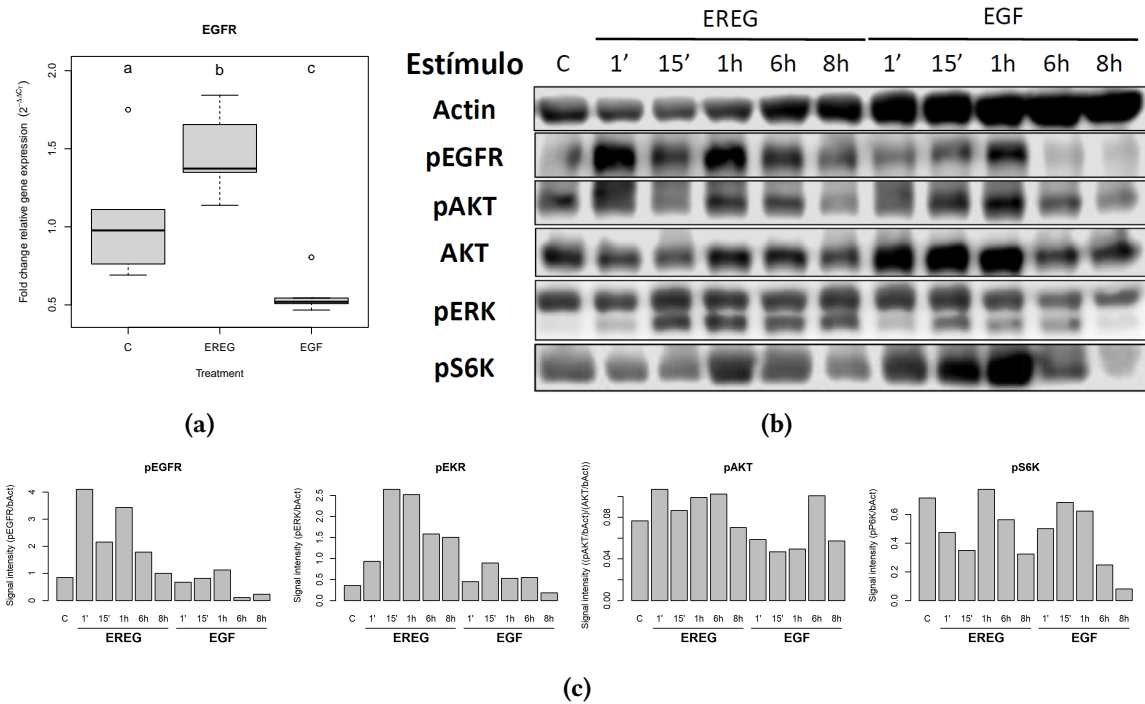 EGFR
Fold change relative gene expression (2^−ΔΔCT)
2.0
1.5
1.0
0.5
a b c
C EREG EGF
Treatment
(a)
EREG EGF
Estímulo C 1’ 15’ 1h 6h 8h 1’ 15’ 1h 6h 8h
Actin
pEGFR
pAKT
AKT
pERK
pS6K
(b)
pEGFR
Signal intensity (pEGFR/bAct)
4
3
2
1
0
C 1' 15' 1h 6h 8h 1' 15' 1h 6h 8h
EREG EGF
pEKR
Signal intensity (pERK/bAct)
2.5
2.0
1.5
1.0
0.5
0.0
C 1' 15' 1h 6h 8h 1' 15' 1h 6h 8h
EREG EGF
pAKT
Signal intensity ((pAKT/bAct)/(AKT/bAct))
0.08
0.04
0.00
C 1' 15' 1h 6h 8h 1' 15' 1h 6h 8h
EREG EGF
pS6K
Signal intensity (pP6K/bAct)
0.6
0.4
0.2
0.0
C 1' 15' 1h 6h 8h 1' 15' 1h 6h 8h
EREG EGF
(c)